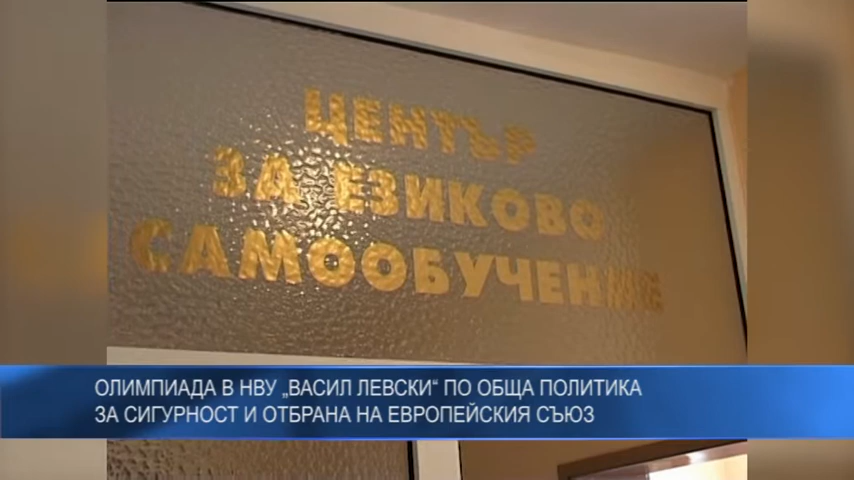 ЦЕНТЪР
ЗА ЕЗИКОВО
САМООБУЧЕНИЕ
ОЛИМПИАДА В НВУ „ВАСИЛ ЛЕВСКИ“ ПО ОБЩА ПОЛИТИКА
ЗА СИГУРНОСТ И ОТБРАНА НА ЕВРОПЕЙСКИЯ СЪЮЗ